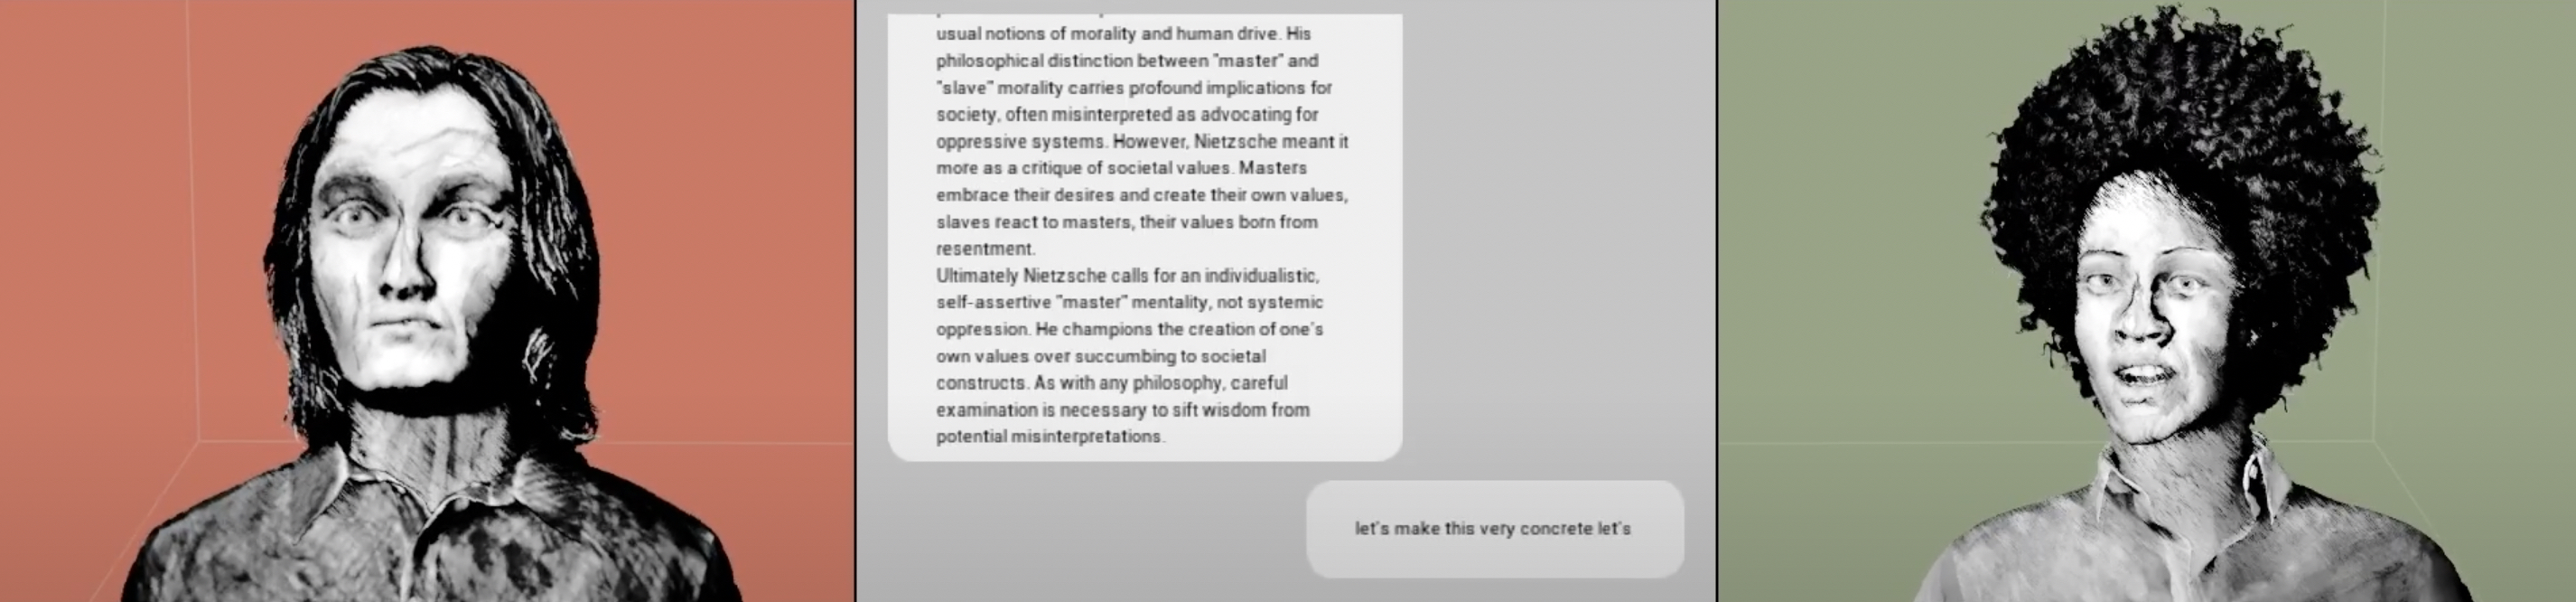 usual notions of morality and human drive. His
philosophical distinction between "master" and
"slave" morality carries profound implications for
society, often misinterpreted as advocating for
oppressive systems. However, Nietzsche meant it
more as a critique of societal values. Masters
embrace their desires and create their own values,
slaves react to masters, their values born from
resentment.
Ultimately Nietzsche calls for an individualistic,
self-assertive "master" mentality, not systemic
oppression. He champions the creation of one's
own values over succumbing to societal
constructs. As with any philosophy, careful
examination is necessary to sift wisdom from
potential misinterpretations.
let's make this very concrete let's